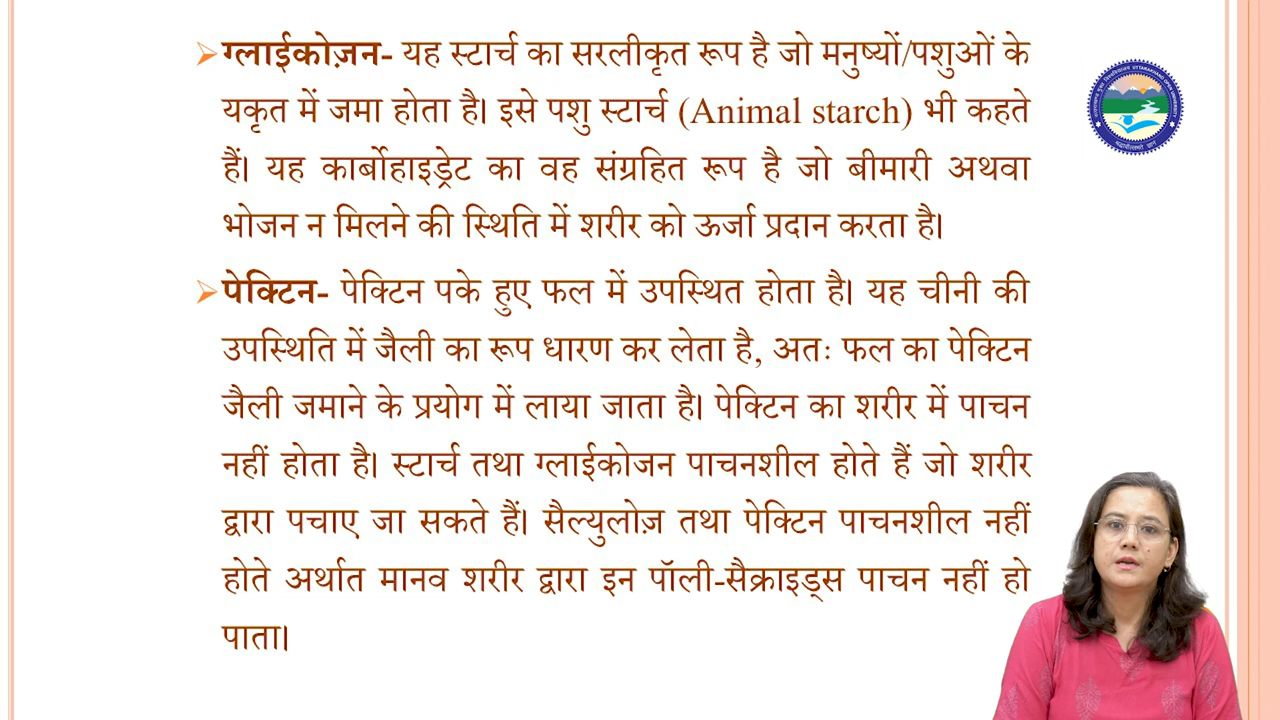 ग्लाईकोज़न- यह स्टार्च का सरलीकृत रूप है जो मनुष्यों/पशुओं के
यकृत में जमा होता है। इसे पशु स्टार्च (Animal starch) भी कहते
हैं। यह कार्बोहाइड्रेट का वह संग्रहित रूप है जो बीमारी अथवा
भोजन न मिलने की स्थिति में शरीर को ऊर्जा प्रदान करता है।
पेक्टिन- पेक्टिन पके हुए फल में उपस्थित होता है। यह चीनी की
उपस्थिति में जैली का रूप धारण कर लेता है, अतः फल का पेक्टिन
जैली जमाने के प्रयोग में लाया जाता है। पेक्टिन का शरीर में पाचन
नहीं होता है। स्टार्च तथा ग्लाईकोजन पाचनशील होते हैं जो शरीर
द्वारा पचाए जा सकते हैं। सैल्युलोज़ तथा पेक्टिन पाचनशील नहीं
होते अर्थात मानव शरीर द्वारा इन पॉली-सैक्राइड्स पाचन नहीं हो
पाता।